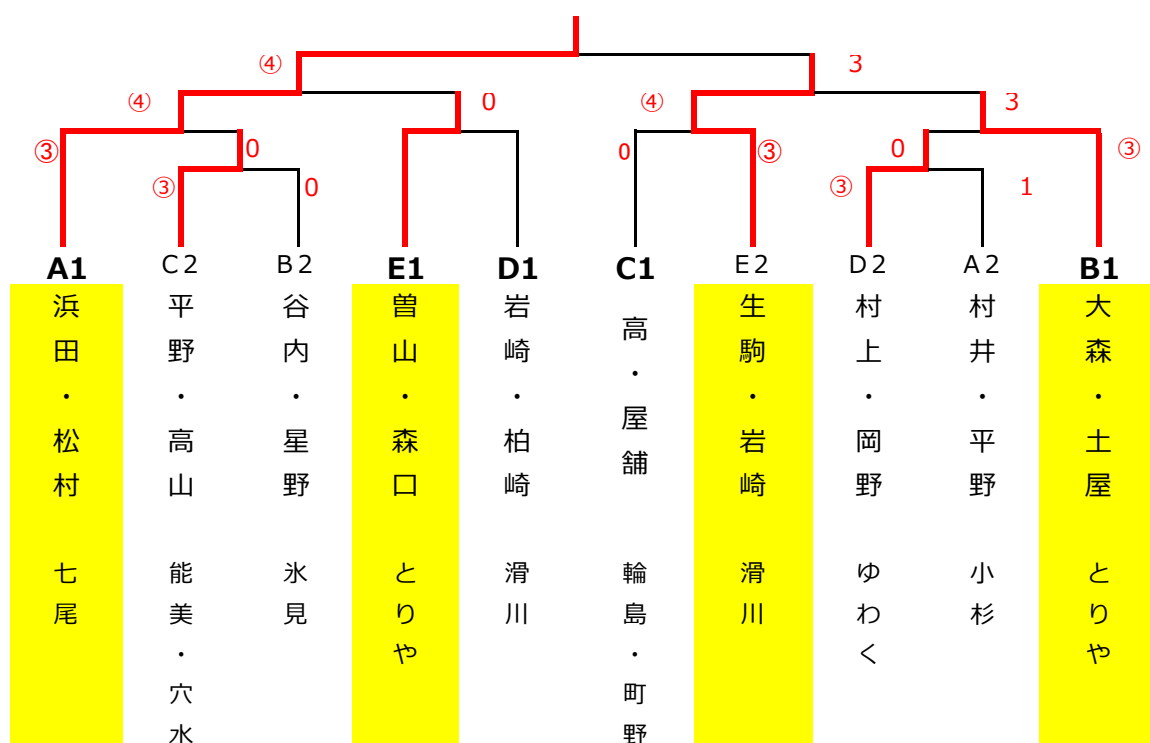 ④ 3
④ 0 ④ 3
③ 0 0 ③ 0 ③
③ 0 ③ 1
A1 C2 B2 E1 D1 C1 E2 D2 A2 B1
浜田・松村 七尾
平野・高山 能美・穴水
谷内・星野 氷見
曽山・森口 とりや
岩崎・柏崎 滑川
高・屋舗 輪島・町野
生駒・岩崎 滑川
村上・岡野 ゆわく
村井・平野 小杉
大森・土屋 とりや